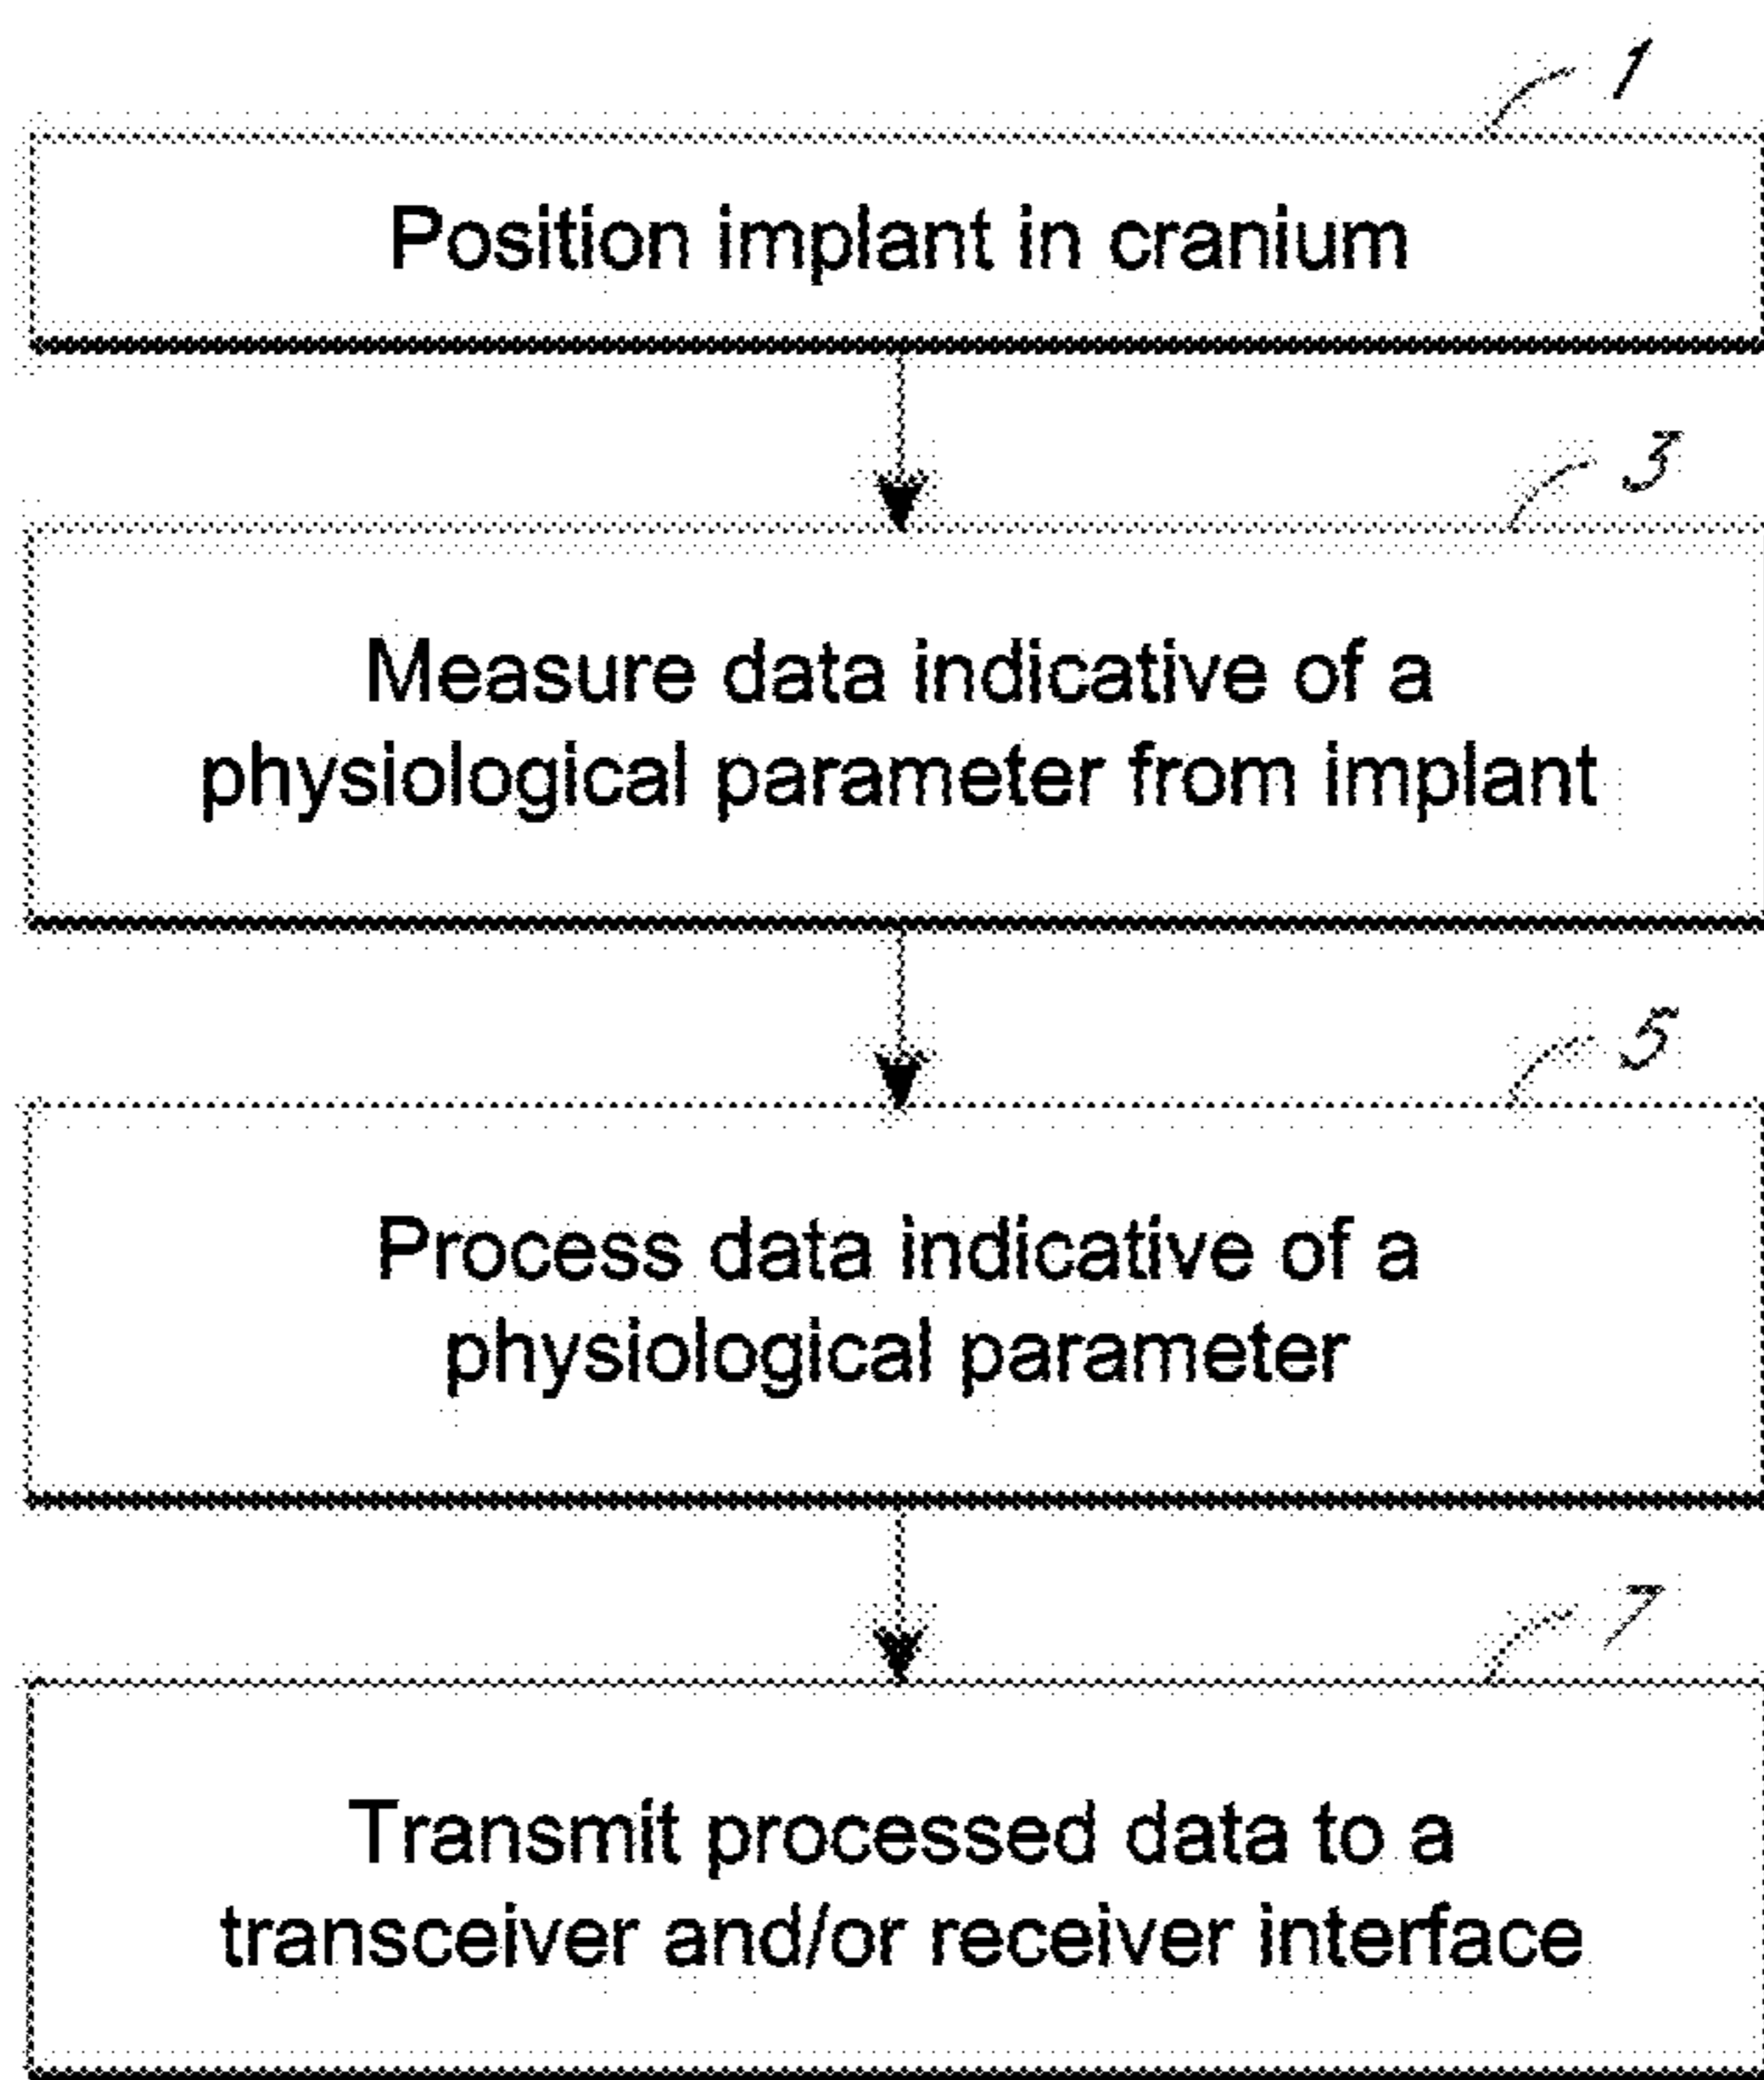 1
Position implant in cranium
3
Measure data indicative of a
physiological parameter from implant
5
Process data indicative of a
physiological parameter
7
Transmit processed data to a
transceiver and/or receiver interface